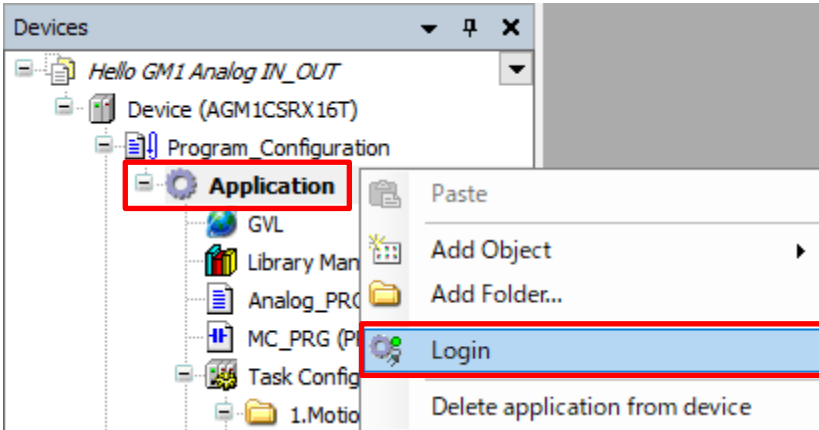 Devices
Hello GM1 Analog IN_OUT
Device (AGM1CSRX16T)
Program_Configuration
Application
Paste
GVL
Library Man
Add Object
Analog_PRG
Add Folder...
MC_PRG
Login
Task Config
Delete application from device
1.Motio